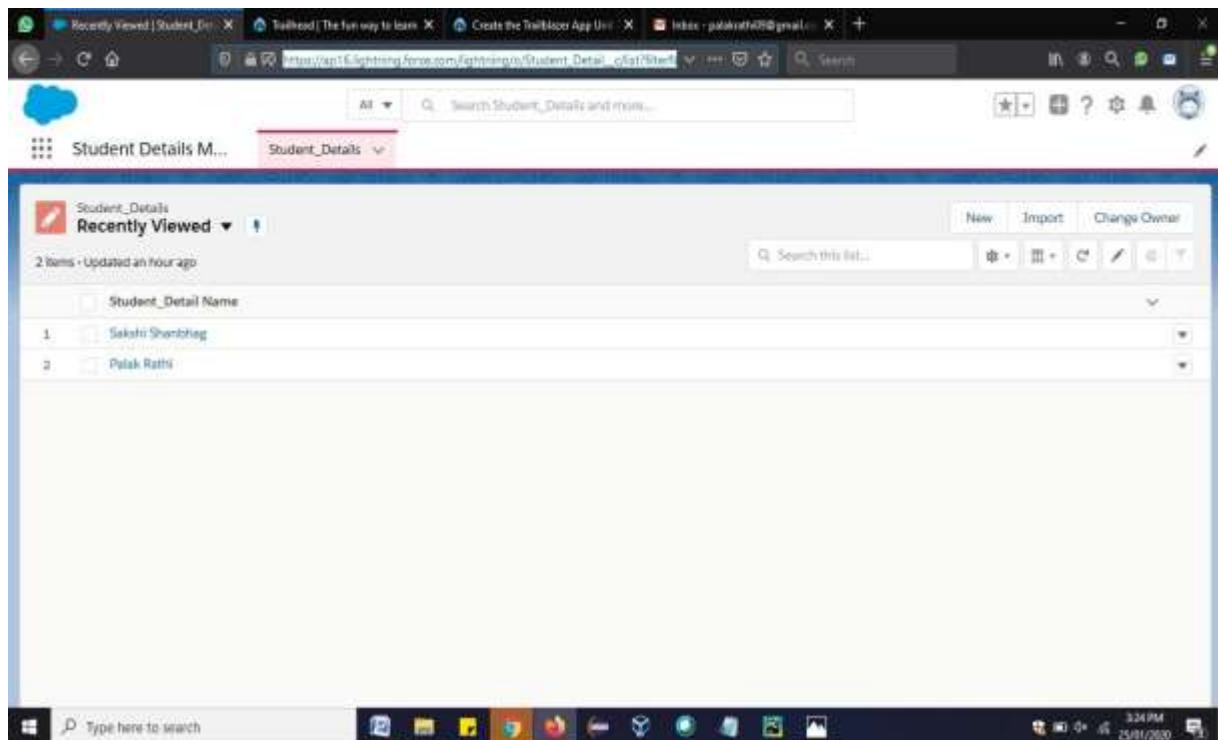 Recently Viewed | Student_De
Trailhead | The fun way to learn
Create the Trailblazer App Uni
Inbox - palakrathi09@gmail.c
https://ap16.lightning.force.com/lightning/o/Student_Detail__c/list?filterN
Search
All
Search Student_Details and more...
Student Details M...
Student_Details
Student_Details
Recently Viewed
New
Import
Change Owner
2 items • Updated an hour ago
Search this list...
Student_Detail Name
1 Sakshi Shanbhag
2 Palak Rathi
Type here to search
3:24 PM
25/01/2020